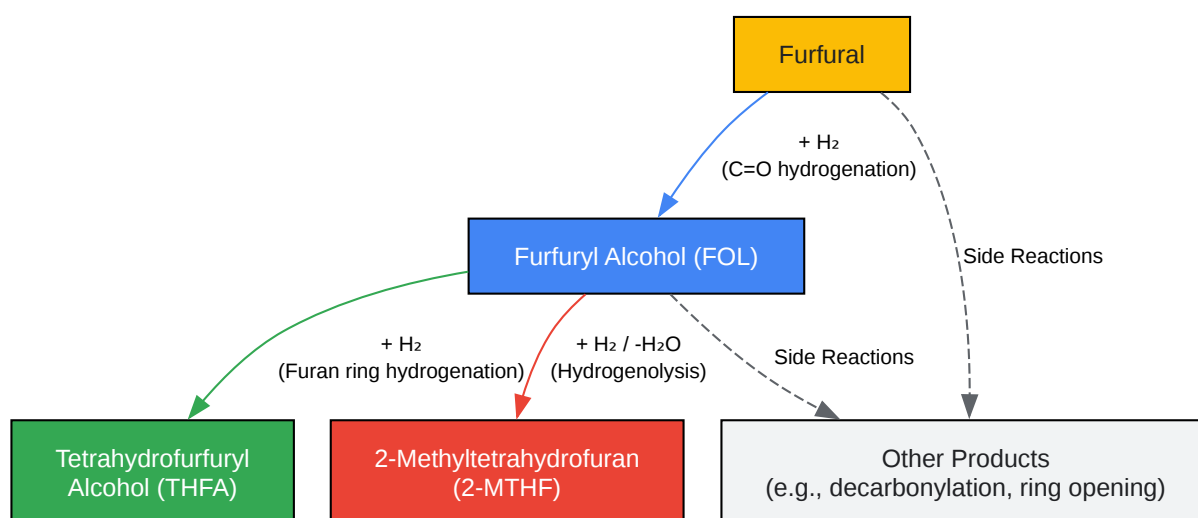 Furfural
+ H₂
(C=O hydrogenation)
Furfuryl Alcohol (FOL)
Side Reactions
+ H₂
(Furan ring hydrogenation)
+ H₂ / -H₂O
(Hydrogenolysis)
Side Reactions
Tetrahydrofurfuryl
Alcohol (THFA)
2-Methyltetrahydrofuran
(2-MTHF)
Other Products
(e.g., decarbonylation, ring opening)